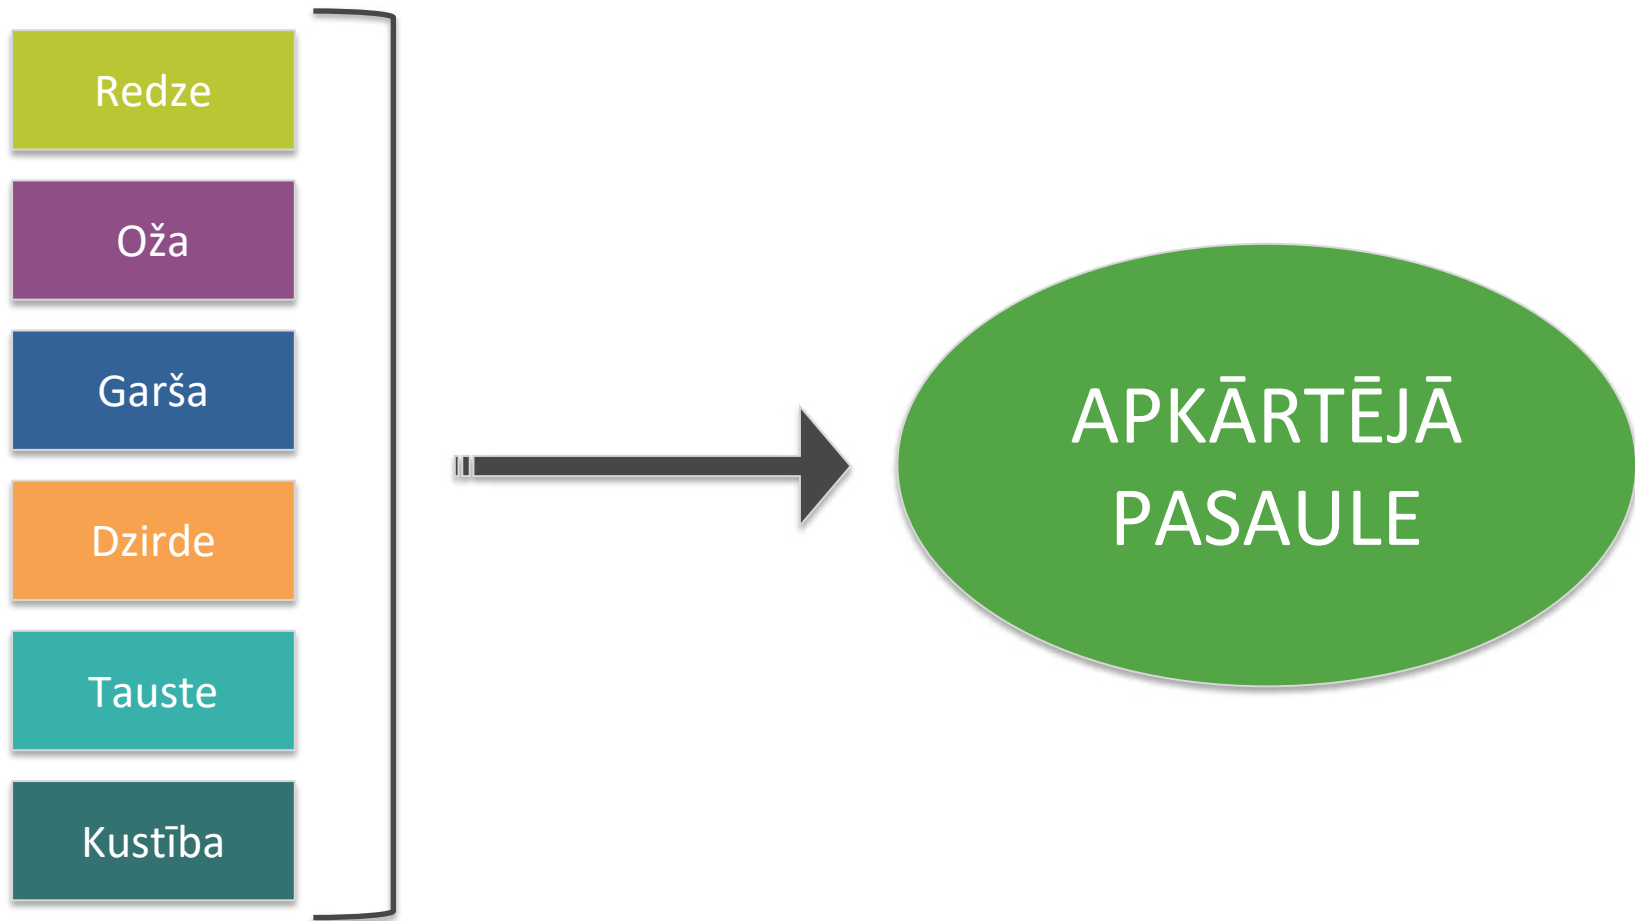 Redze
Oža
Garša
Dzirde
Tauste
Kustība
APKĀRTĒJĀ
PASAULE